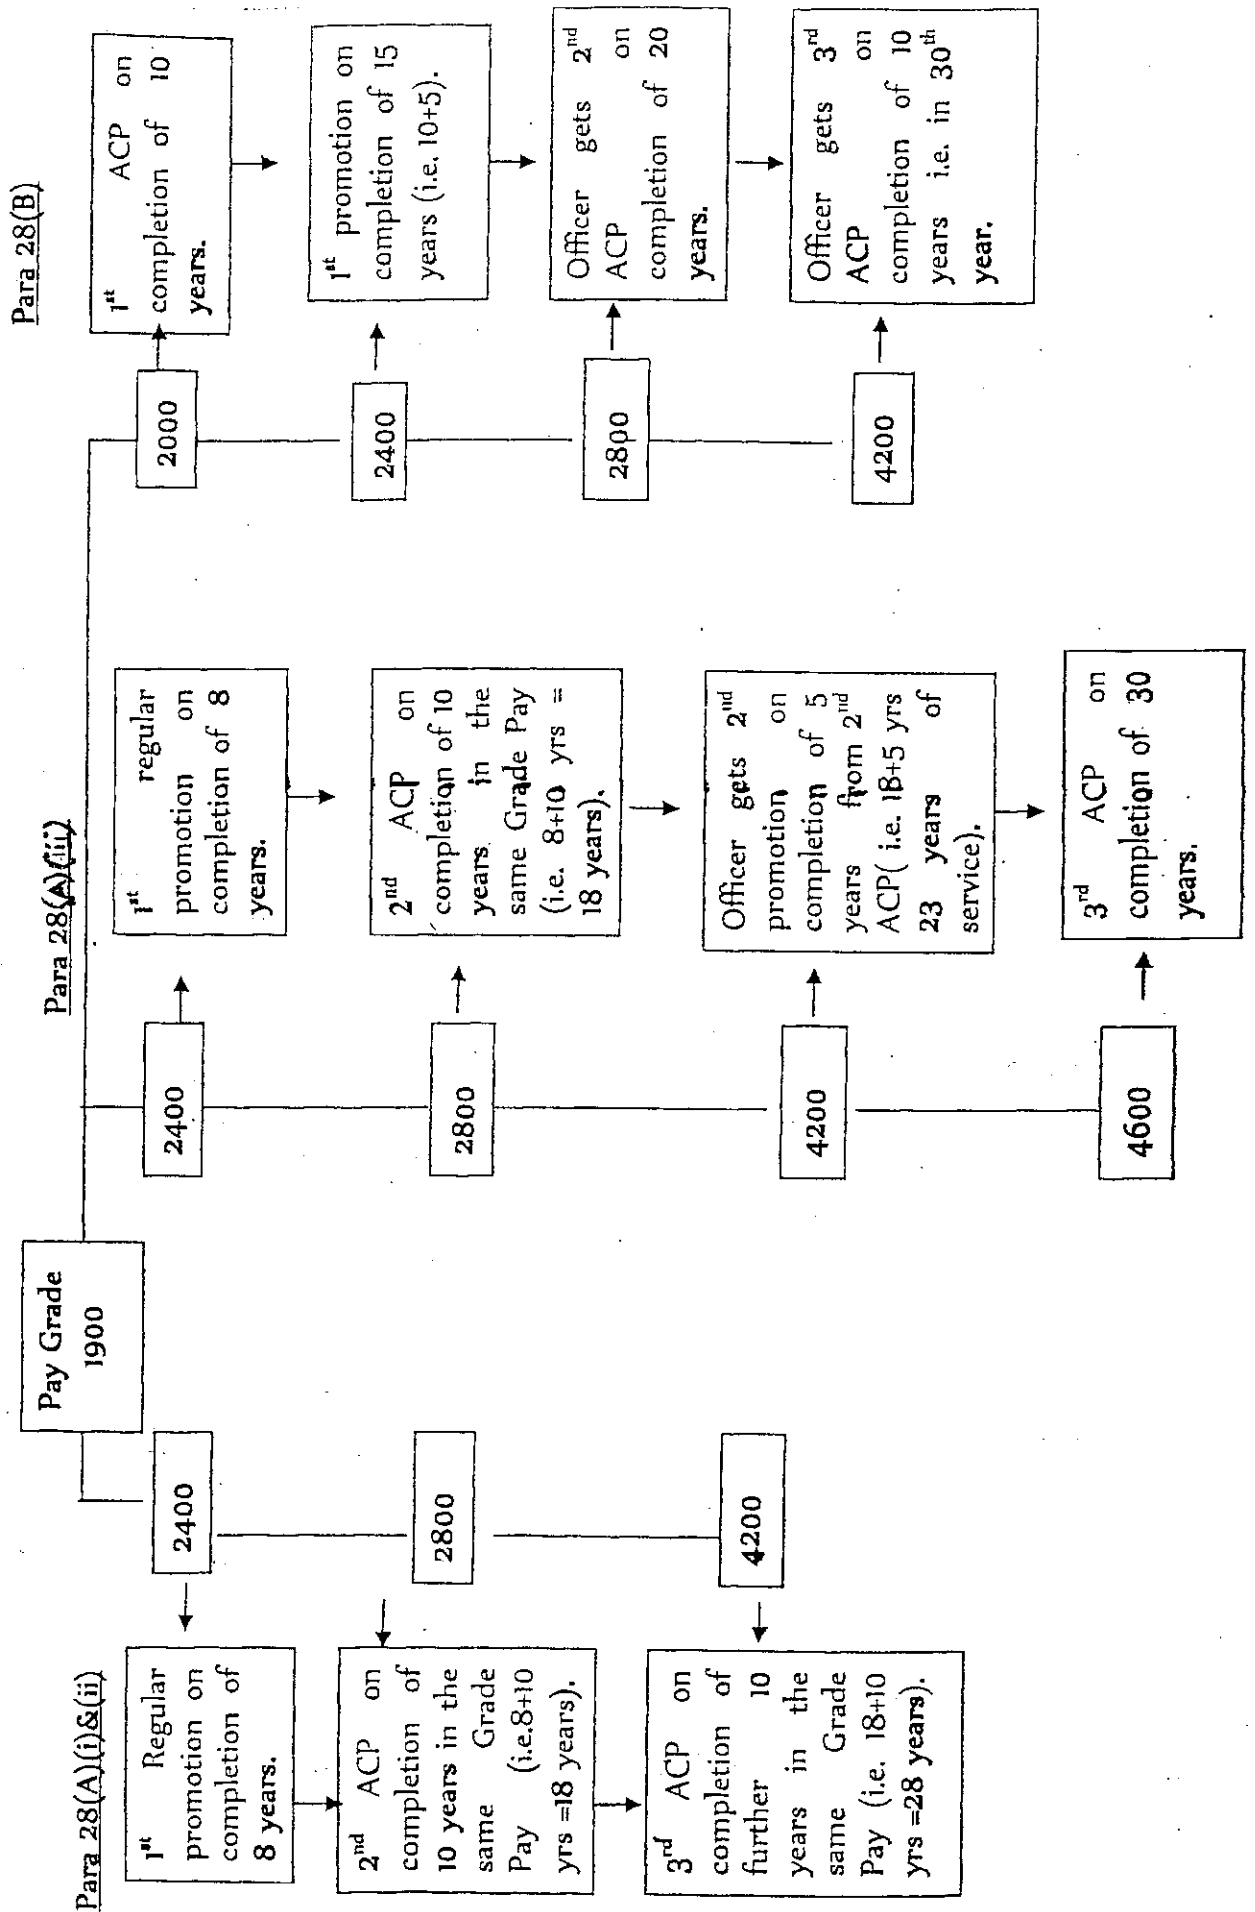 Pay Grade
1900
Para 28(A)(i)&(ii)
2400
1st Regular
promotion on
completion of
8 years.
2800
2nd ACP on
completion of
10 years in the
same Grade
Pay (i.e.8+10
yrs =18 years).
4200
3rd ACP on
completion of
further 10
years in the
same Grade
Pay (i.e. 18+10
yrs =28 years).
Para 28(A)(iii)
2400
1st regular
promotion on
completion of 8
years.
2800
2nd ACP on
completion of 10
years in the
same Grade Pay
(i.e. 8+10 yrs =
18 years).
4200
Officer gets 2nd
promotion on
completion of 5
years from 2nd
ACP( i.e. 18+5 yrs
23 years of
service).
4600
3rd ACP on
completion of 30
years.
Para 28(B)
2000
1st ACP on
completion of 10
years.
2400
1st promotion on
completion of 15
years (i.e. 10+5).
2800
Officer gets 2nd
ACP on
completion of 20
years.
4200
Officer gets 3rd
ACP on
completion of 10
years i.e. in 30th
year.